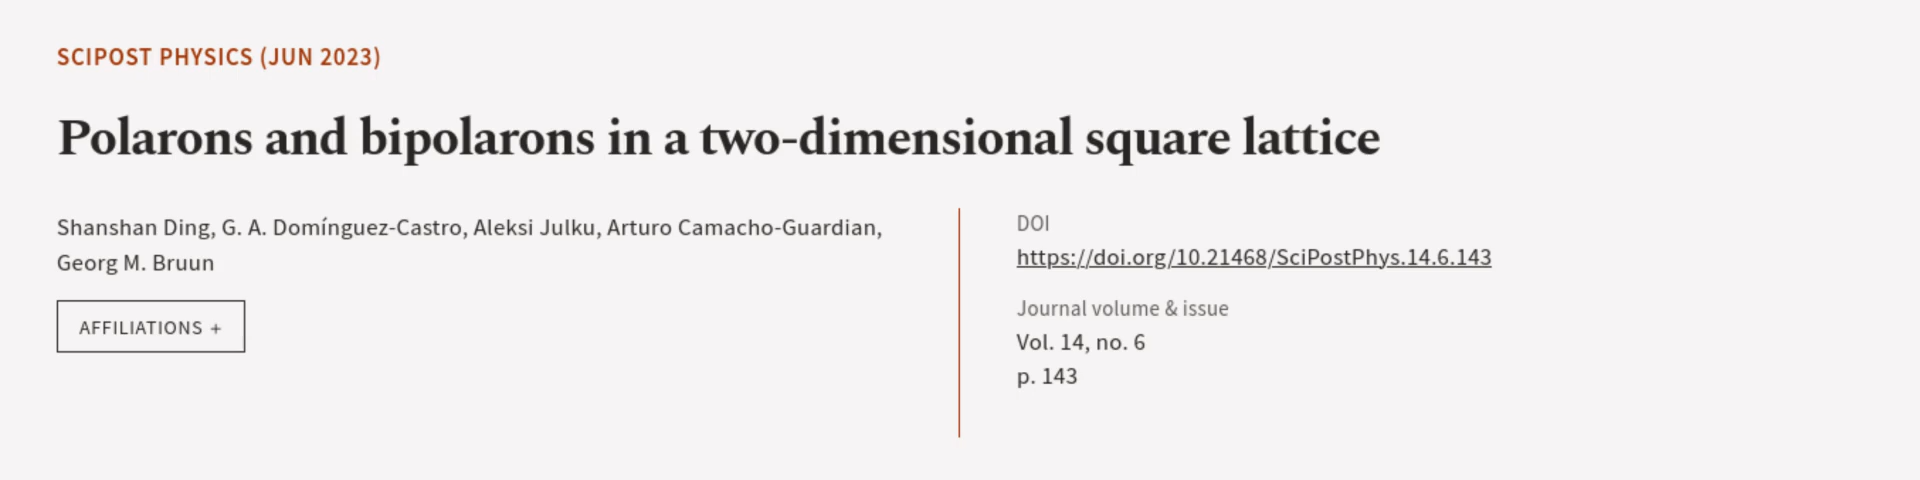 SCIPOST PHYSICS (JUN 2023)
Polarons and bipolarons in a two-dimensional square lattice
Shanshan Ding, G. A. Domínguez-Castro, Aleksi Julku, Arturo Camacho-Guardian,
Georg M. Bruun
AFFILIATIONS +
DOI
https://doi.org/10.21468/SciPostPhys.14.6.143
Journal volume & issue
Vol. 14, no. 6
p. 143